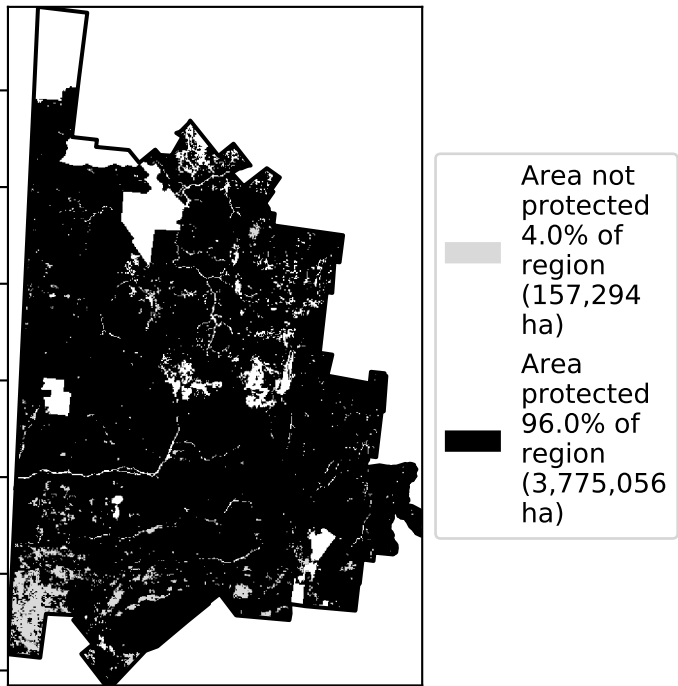 Area not
protected
4.0% of
region
(157,294
ha)
Area
protected
96.0% of
region
(3,775,056
ha)